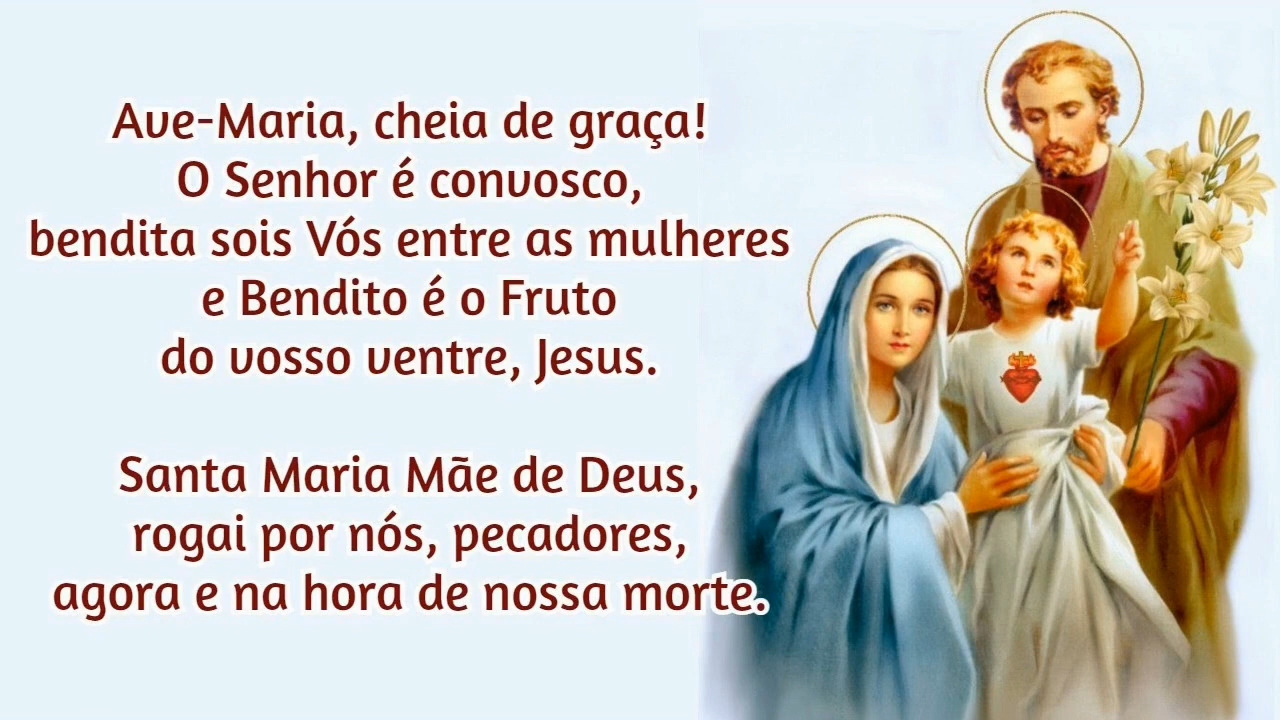 Ave-Maria, cheia de graça!
O Senhor é convosco,
bendita sois Vós entre as mulheres
e Bendito é o Fruto
do vosso ventre, Jesus.
Santa Maria Mãe de Deus,
rogai por nós, pecadores,
agora e na hora de nossa morte.